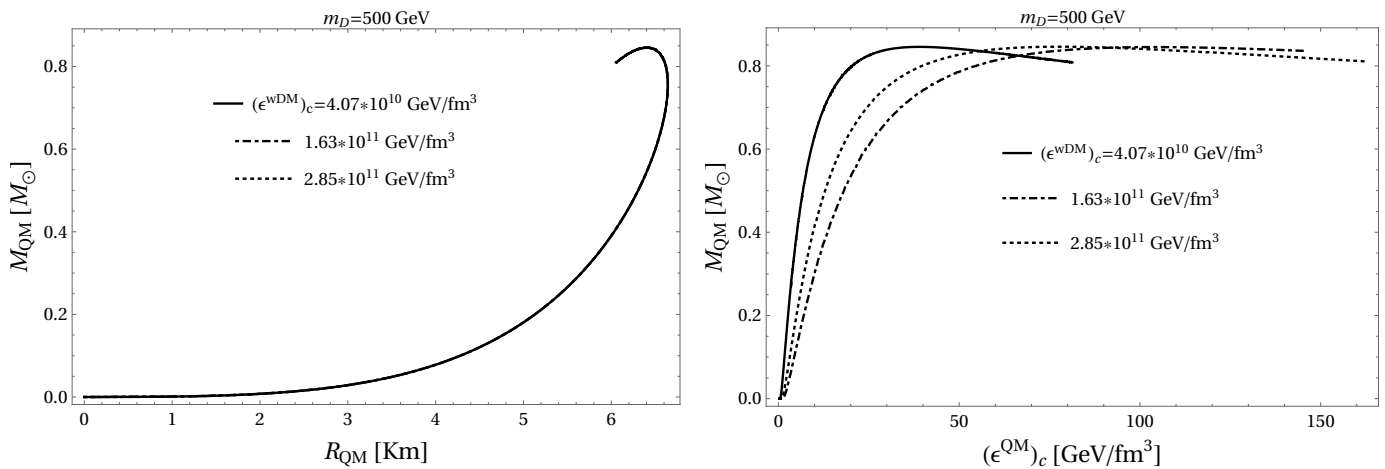 m_D=500 GeV
(ϵ^wDM)_c=4.07*10^10 GeV/fm^3
1.63*10^11 GeV/fm^3
2.85*10^11 GeV/fm^3
M_QM [M_⊙]
0.8
0.6
0.4
0.2
0.0
0 1 2 3 4 5 6
R_QM [Km]
m_D=500 GeV
(ϵ^wDM)_c=4.07*10^10 GeV/fm^3
1.63*10^11 GeV/fm^3
2.85*10^11 GeV/fm^3
M_QM [M_⊙]
0.8
0.6
0.4
0.2
0.0
0 50 100 150
(ϵ^QM)_c [GeV/fm^3]